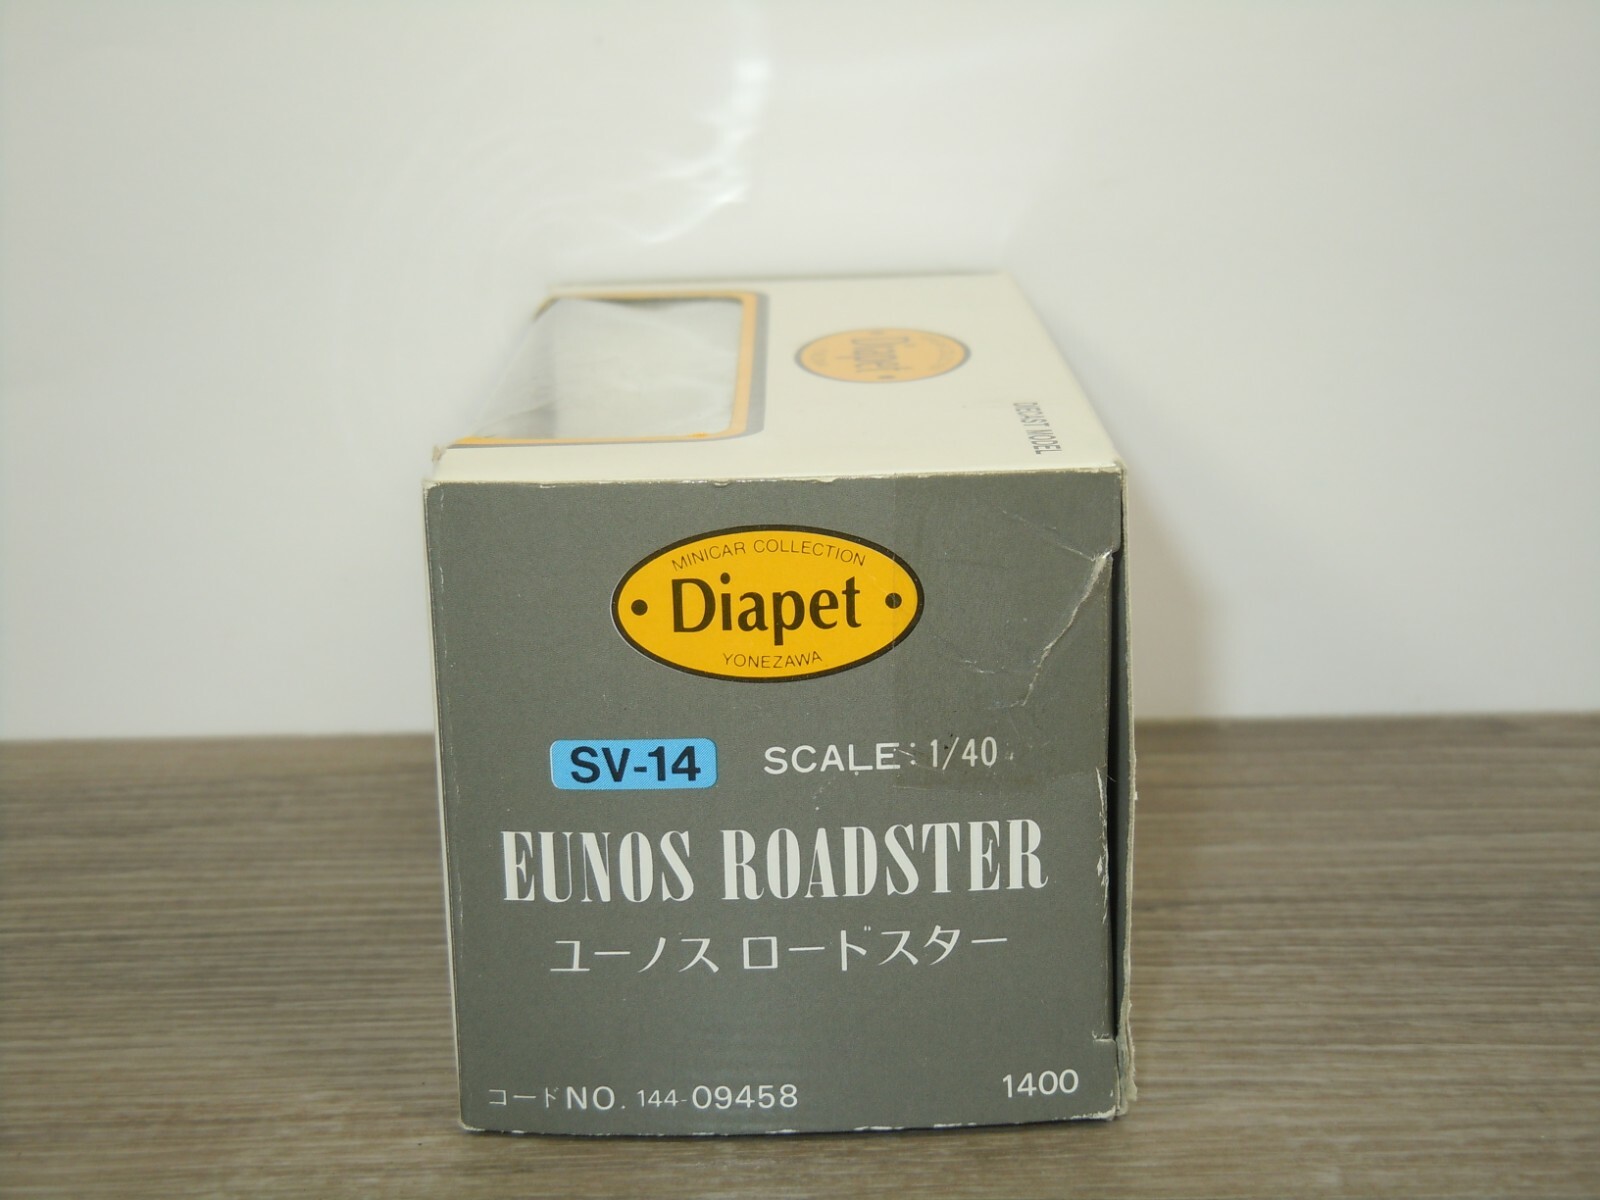 Diapet
DIECAST MODEL
MINICAR COLLECTION
• Diapet •
YONEZAWA
SV-14 SCALE: 1/40
EUNOS ROADSTER
ユーノス ロードスター
コードNO. 144-09458 1400